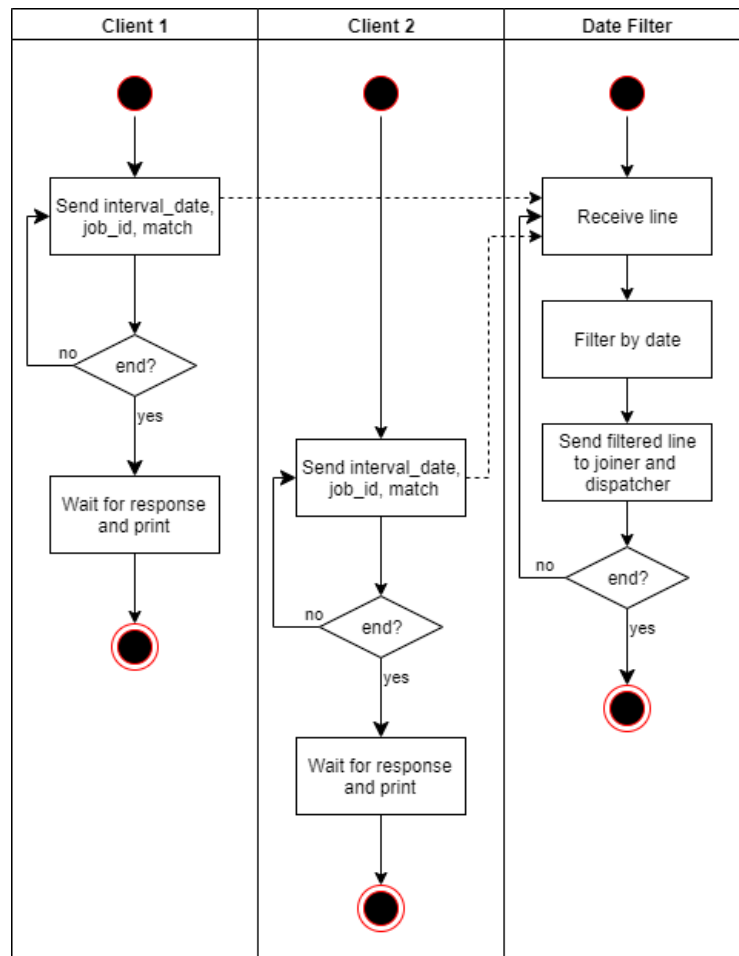 Client 1
Client 2
Date Filter
Send interval_date,
job_id, match
no
end?
yes
Wait for response
and print
Send interval_date,
job_id, match
no
end?
yes
Wait for response
and print
Receive line
Filter by date
Send filtered line
to joiner and
dispatcher
no
end?
yes